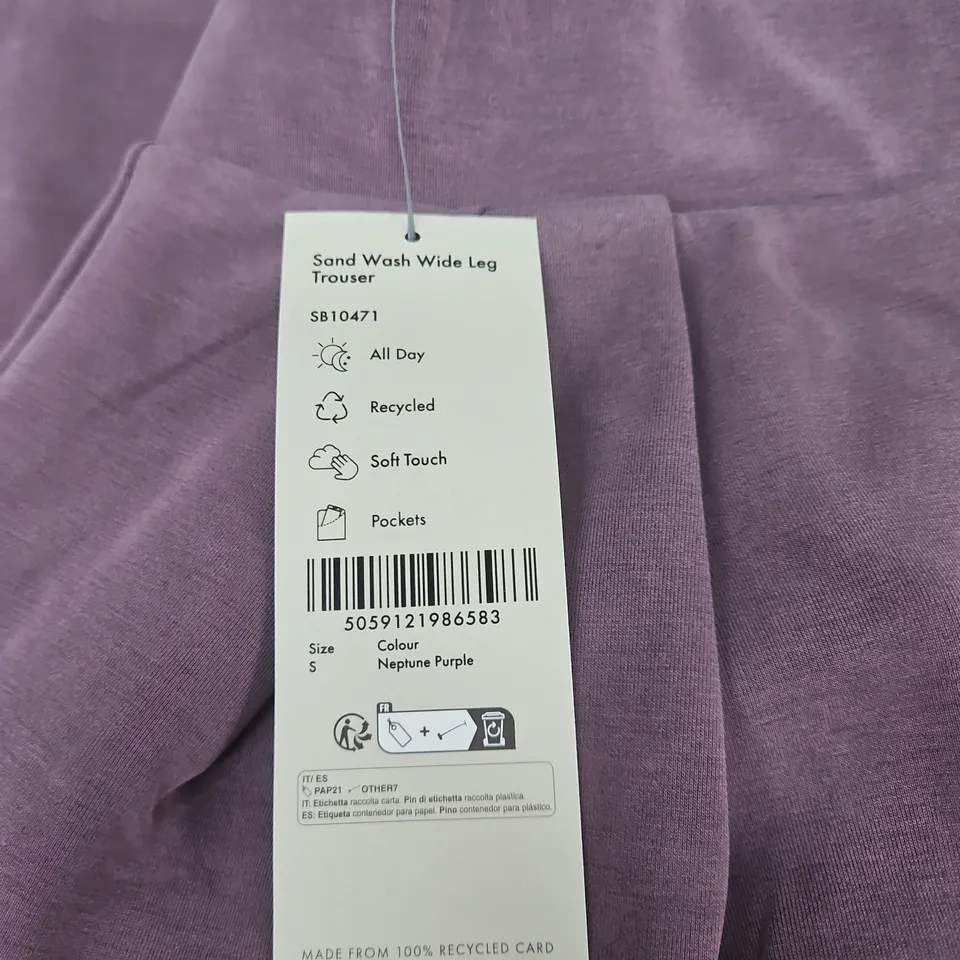 Sand Wash Wide Leg
Trouser
SB10471
All Day
Recycled
Soft Touch
Pockets
5059121986583
Size Colour
S Neptune Purple
FR
+
IT/ ES
PAP21 OTHER7
IT: Etichetta raccolta carta. Pin di etichetta raccolta plastica.
ES: Etiqueta contenedor para papel. Pino contenedor para plástico.
MADE FROM 100% RECYCLED CARD